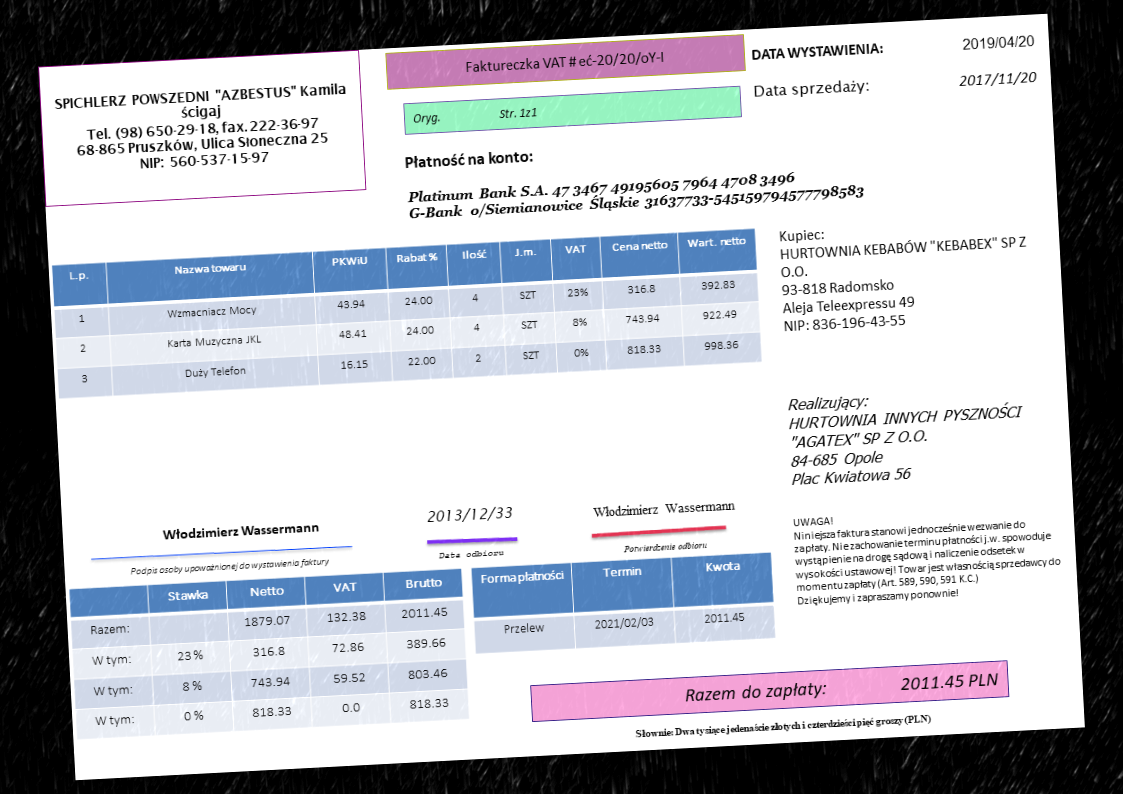 SPICHLERZ POWSZEDNI "AZBESTUS" Kamila
ścigaj
Tel. (98) 650-29-18, fax. 222-36-97
68-865 Pruszków, Ulica Słoneczna 25
NIP: 560-537-15-97
Faktureczka VAT # eć-20/20/oY-I
Oryg. Str. 1z1
DATA WYSTAWIENIA: 2019/04/20
Data sprzedaży: 2017/11/20
Płatność na konto:
Platinum Bank S.A. 47 3467 49195605 7964 4708 3496
G-Bank o/Siemianowice Śląskie 31637733-545159794577798583
Kupiec:
HURTOWNIA KEBABÓW "KEBABEX" SP Z
O.O.
93-818 Radomsko
Aleja Teleexpressu 49
NIP: 836-196-43-55
L.p. Nazwa towaru PKWiU Rabat % Ilość J.m. VAT Cena netto Wart. netto
1 Wzmacniacz Mocy 43.94 24.00 4 SZT 23% 316.8 392.83
2 Karta Muzyczna JKL 48.41 24.00 4 SZT 8% 743.94 922.49
3 Duży Telefon 16.15 22.00 2 SZT 0% 818.33 998.36
Realizujący:
HURTOWNIA INNYCH PYSZNOŚCI
"AGATEX" SP Z O.O.
84-685 Opole
Plac Kwiatowa 56
Włodzimierz Wassermann
Podpis osoby upoważnionej do wystawienia faktury
2013/12/33
Data odbioru
Włodzimierz Wassermann
Potwierdzenie odbioru
UWAGA!
Niniejsza faktura stanowi jednocześnie wezwanie do
zapłaty. Nie zachowanie terminu płatności j.w. spowoduje
wystąpienie na drogę sądową i naliczenie odsetek w
wysokości ustawowej! Towar jest własnością sprzedawcy do
momentu zapłaty (Art. 589, 590, 591 K.C.)
Dziękujemy i zapraszamy ponownie!
Stawka Netto VAT Brutto
Razem: 1879.07 132.38 2011.45
W tym: 23 % 316.8 72.86 389.66
W tym: 8 % 743.94 59.52 803.46
W tym: 0 % 818.33 0.0 818.33
Forma płatności Termin Kwota
Przelew 2021/02/03 2011.45
Razem do zapłaty: 2011.45 PLN
Słownie: Dwa tysiące jedenaście złotych i czterdzieści pięć groszy (PLN)